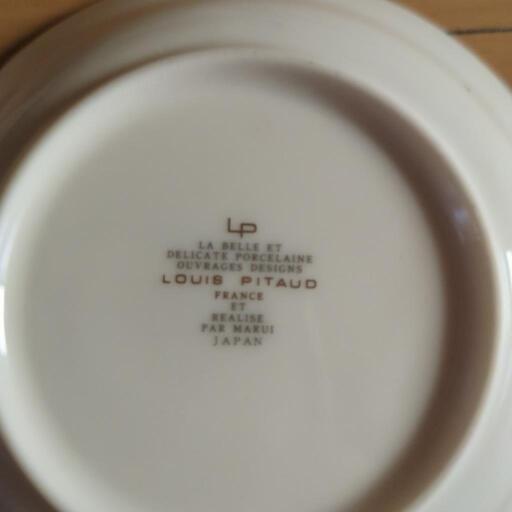 LP
LA BELLE ET
DELICATE PORCELAINE
OUVRAGES DESIGNS
LOUIS PITAUD
FRANCE
ET
REALISE
PAR MARUI
JAPAN